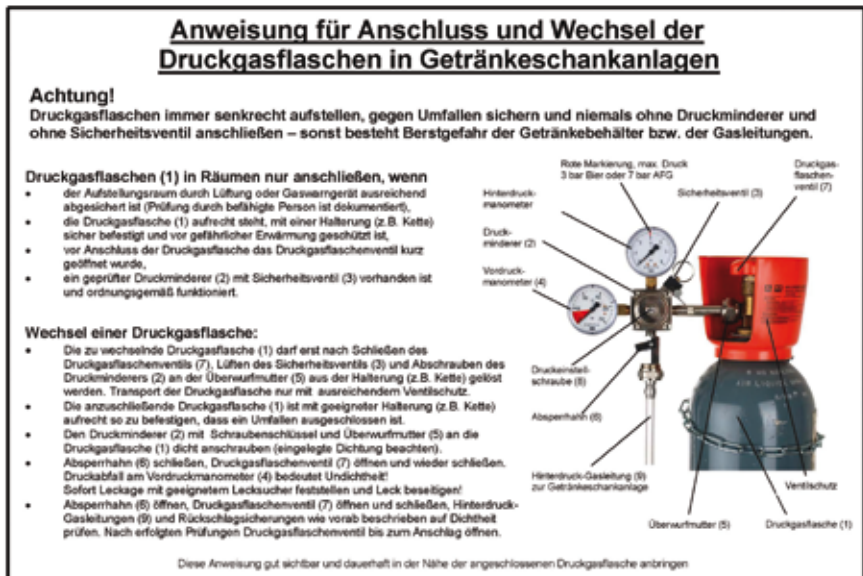 Anweisung für Anschluss und Wechsel der
Druckgasflaschen in Getränkeschankanlagen
Achtung!
Druckgasflaschen immer senkrecht aufstellen, gegen Umfallen sichern und niemals ohne Druckminderer und
ohne Sicherheitsventil anschließen – sonst besteht Berstgefahr der Getränkebehälter bzw. der Gasleitungen.
Druckgasflaschen (1) in Räumen nur anschließen, wenn
• der Aufstellungsraum durch Lüftung oder Gaswarngerät ausreichend
abgesichert ist (Prüfung durch befähigte Person ist dokumentiert),
• die Druckgasflasche (1) aufrecht steht, mit einer Halterung (z.B. Kette)
sicher befestigt und vor gefährlicher Erwärmung geschützt ist,
• vor Anschluss der Druckgasflasche das Druckgasflaschenventil kurz
geöffnet wurde,
• ein geprüfter Druckminderer (2) mit Sicherheitsventil (3) vorhanden ist
und ordnungsgemäß funktioniert.
Wechsel einer Druckgasflasche:
• Die zu wechselnde Druckgasflasche (1) darf erst nach Schließen des
Druckgasflaschenventils (7), Lüften des Sicherheitsventils (3) und Abschrauben des
Druckminderers (2) an der Überwurfmutter (5) aus der Halterung (z.B. Kette) gelöst
werden. Transport der Druckgasflasche nur mit ausreichendem Ventilschutz.
• Die anzuschließende Druckgasflasche (1) ist mit geeigneter Halterung (z.B. Kette)
aufrecht so zu befestigen, dass ein Umfallen ausgeschlossen ist.
• Den Druckminderer (2) mit Schraubenschlüssel und Überwurfmutter (5) an die
Druckgasflasche (1) dicht anschrauben (eingelegte Dichtung beachten).
• Absperrhahn (6) schließen, Druckgasflaschenventil (7) öffnen und wieder schließen.
Druckabfall am Vordruckmanometer (4) bedeutet Undichtheit!
Sofort Leckage mit geeignetem Lecksucher feststellen und Leck beseitigen!
• Absperrhahn (6) öffnen, Druckgasflaschenventil (7) öffnen und schließen, Hinterdruck-
Gasleitungen (9) und Rückschlagsicherungen wie vorab beschrieben auf Dichtheit
prüfen. Nach erfolgten Prüfungen Druckgasflaschenventil bis zum Anschlag öffnen.
Rote Markierung, max. Druck
3 bar Bier oder 7 bar AFG
Druckgas-
flaschen-
ventil (7)
Hinterdruck-
manometer
Sicherheitsventil (3)
Druck-
minderer (2)
Vordruck-
manometer (4)
Druckeinstell-
schraube (8)
Absperrhahn (6)
Hinterdruck-Gasleitung (9)
zur Getränkeschankanlage
Ventilschutz
Überwurfmutter (5)
Druckgasflasche (1)
Diese Anweisung gut sichtbar und dauerhaft in der Nähe der angeschlossenen Druckgasflasche anbringen